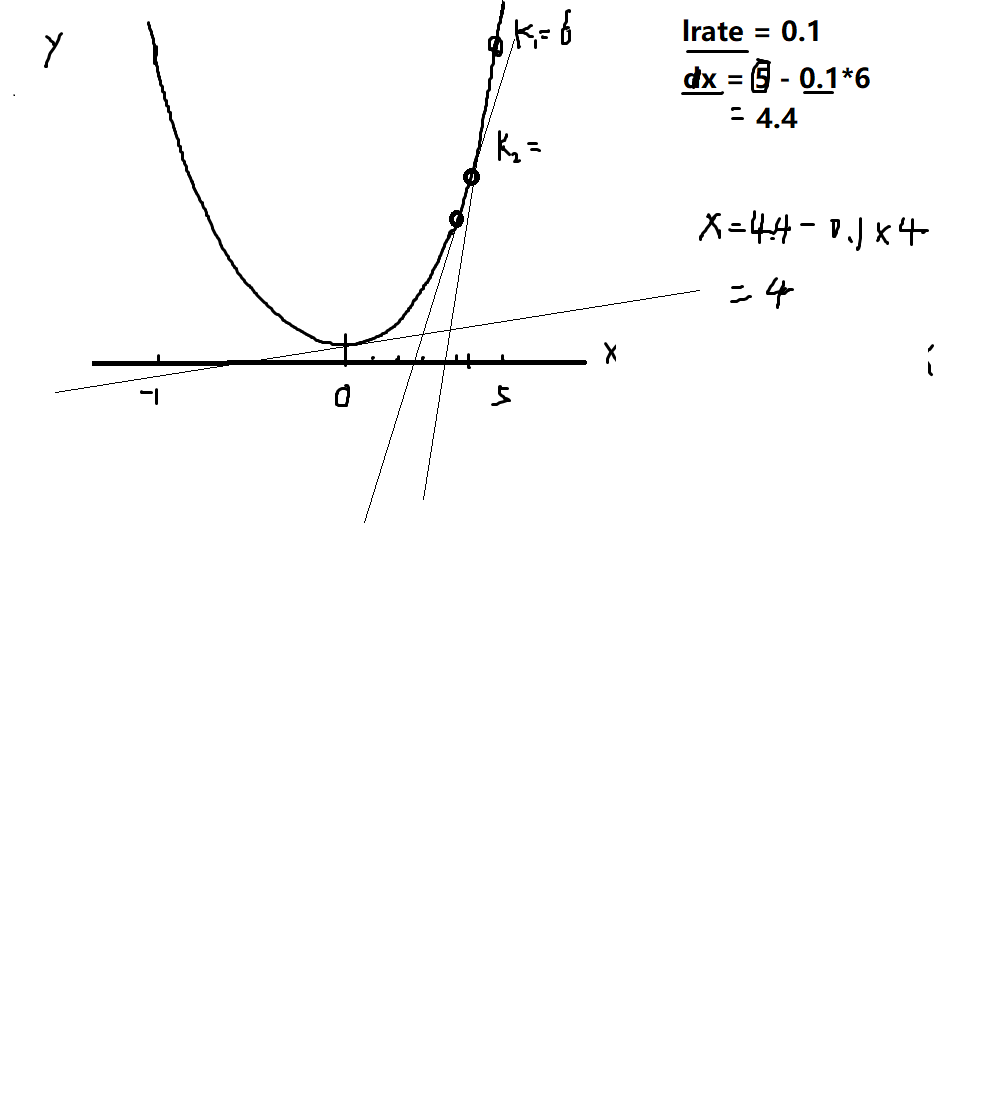 y
K₁=6
lrate = 0.1
dx = 5 - 0.1*6
= 4.4
K₂=
x=4.4-0.1×4
=4
x
-1 0 5
i